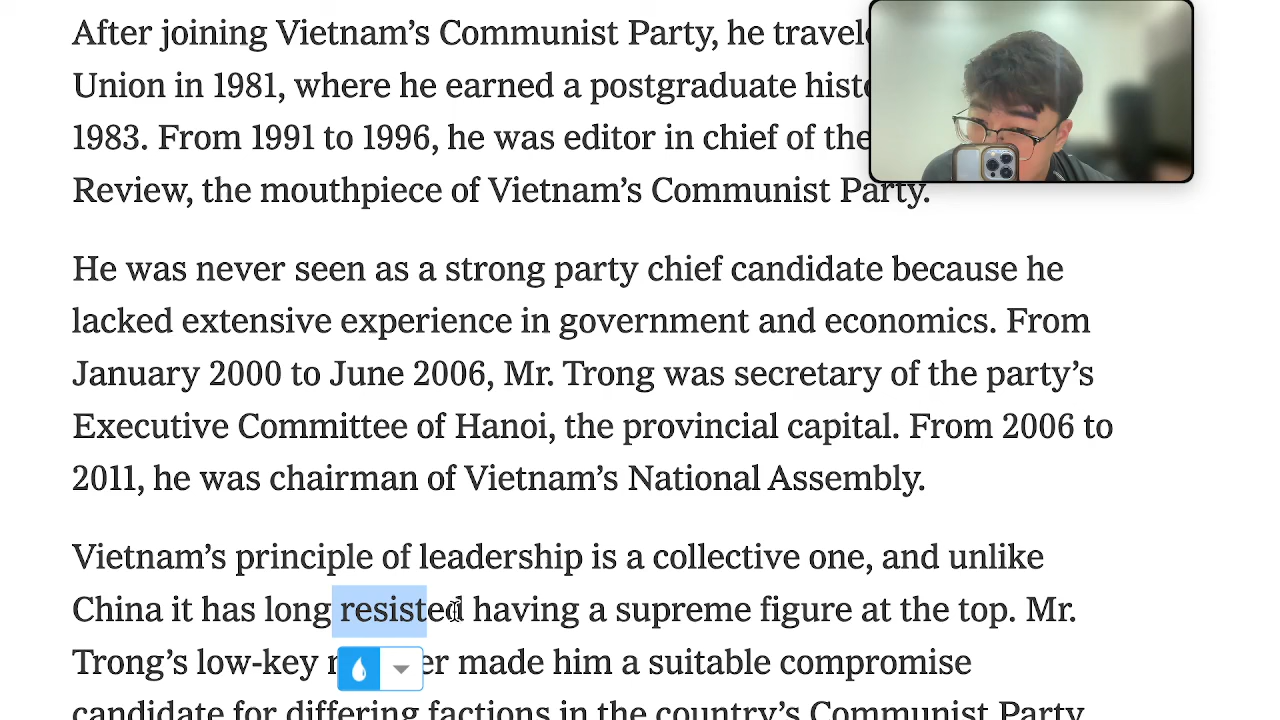 After joining Vietnam's Communist Party, he
Union in 1981, where he earned a postgraduate
1983. From 1991 to 1996, he was editor in chief of the
Review, the mouthpiece of Vietnam's Communist Party.
He was never seen as a strong party chief candidate because he
lacked extensive experience in government and economics. From
January 2000 to June 2006, Mr. Trong was secretary of the party's
Executive Committee of Hanoi, the provincial capital. From 2006 to
2011, he was chairman of Vietnam's National Assembly.
Vietnam's principle of leadership is a collective one, and unlike
China it has long resisted having a supreme figure at the top. Mr.
Trong's low-key made him a suitable compromise
candidate for differing factions in the country's Communist Party